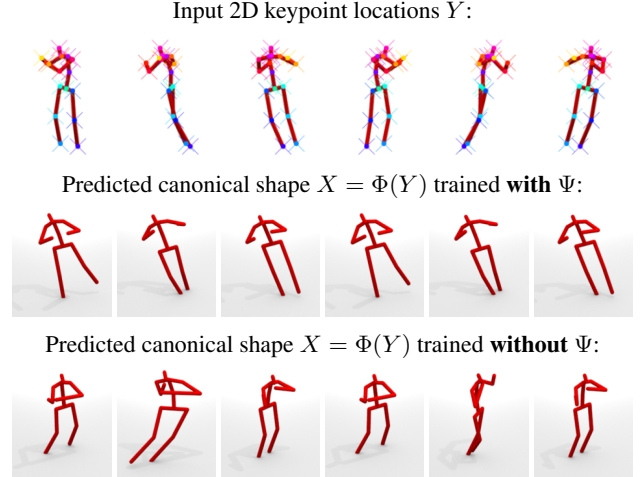 Input 2D keypoint locations Y:
Predicted canonical shape X = Φ(Y) trained with Ψ:
Predicted canonical shape X = Φ(Y) trained without Ψ: